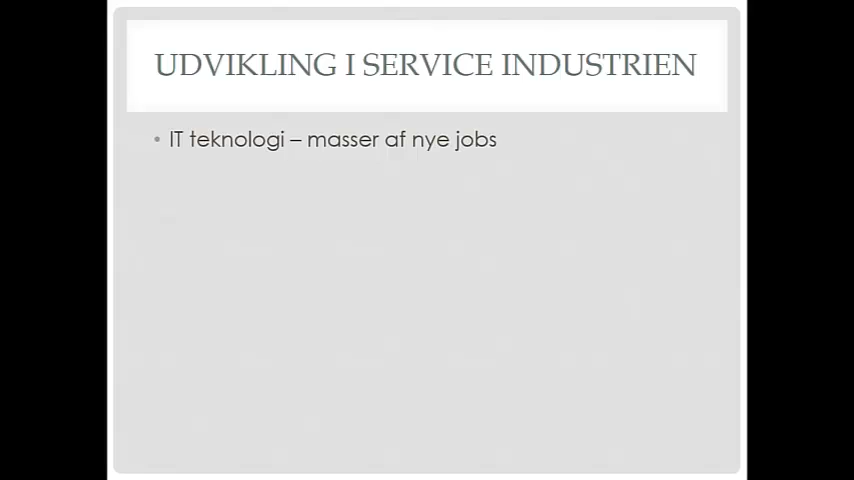 UDVIKLING I SERVICE INDUSTRIEN
• IT teknologi – masser af nye jobs